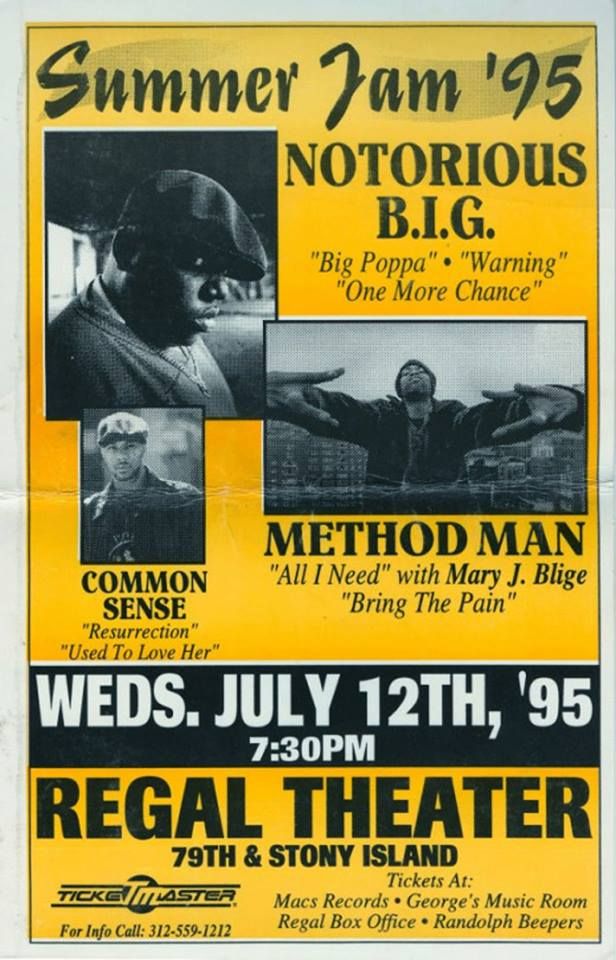 Summer Jam '95
NOTORIOUS
B.I.G.
"Big Poppa" • "Warning"
"One More Chance"
METHOD MAN
"All I Need" with Mary J. Blige
"Bring The Pain"
COMMON
SENSE
"Resurrection"
"Used To Love Her"
WEDS. JULY 12TH, '95
7:30PM
REGAL THEATER
79TH & STONY ISLAND
TICKETMASTER
For Info Call: 312-559-1212
Tickets At:
Macs Records • George's Music Room
Regal Box Office • Randolph Beepers